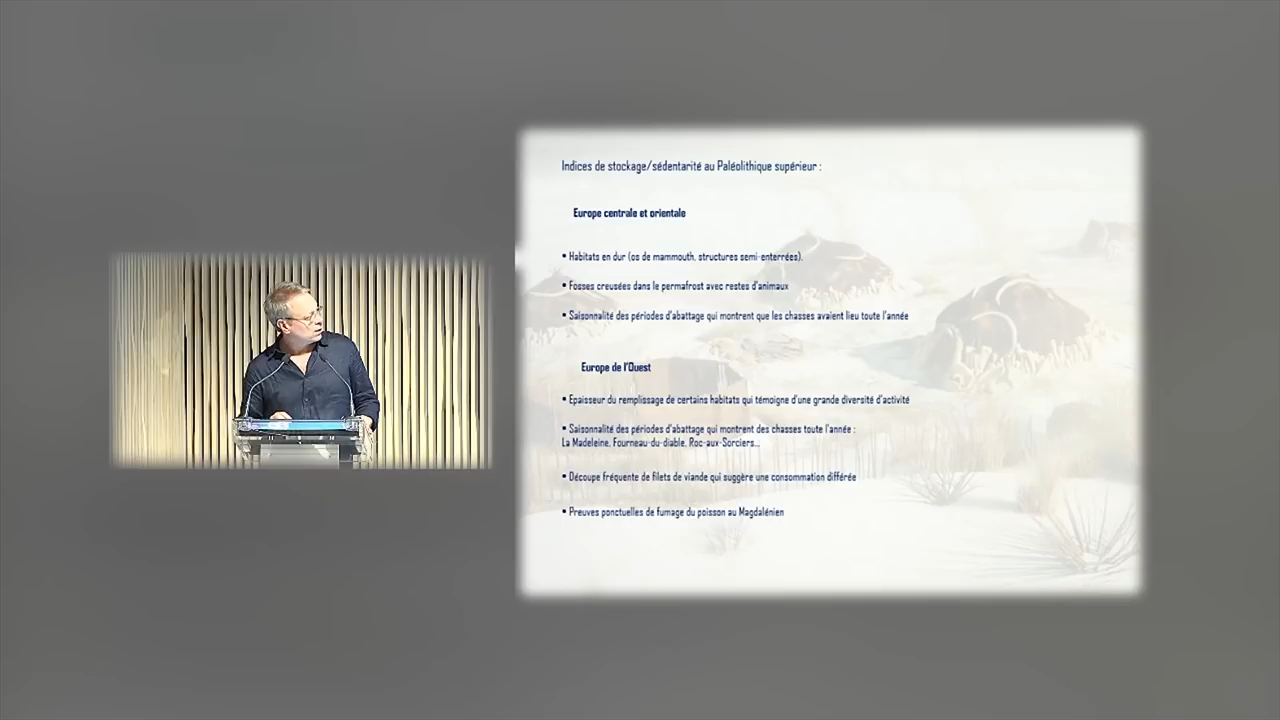 Indices de stockage/sédentarité au Paléolithique supérieur :
Europe centrale et orientale
• Habitats en dur (os de mammouth, structures semi-enterrées).
• Fosses creusées dans le permafrost avec restes d'animaux
• Saisonnalité des périodes d'abattage qui montrent que les chasses avaient lieu toute l'année
Europe de l'Ouest
• Epaisseur du remplissage de certains habitats qui témoigne d'une grande diversité d'activité
• Saisonnalité des périodes d'abattage qui montrent des chasses toute l'année :
La Madeleine, Fourneau-du-diable, Roc-aux-Sorciers...
• Découpe fréquente de filets de viande qui suggère une consommation différée
• Preuves ponctuelles de fumage du poisson au Magdalénien